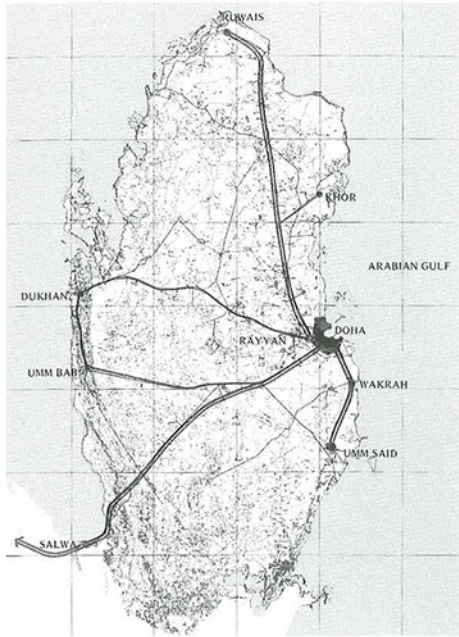 RUWAIS
KHOR
ARABIAN GULF
DUKHAN
DOHA
RAYYAN
UMM BAB
WAKRAH
UMM SAID
SALWA